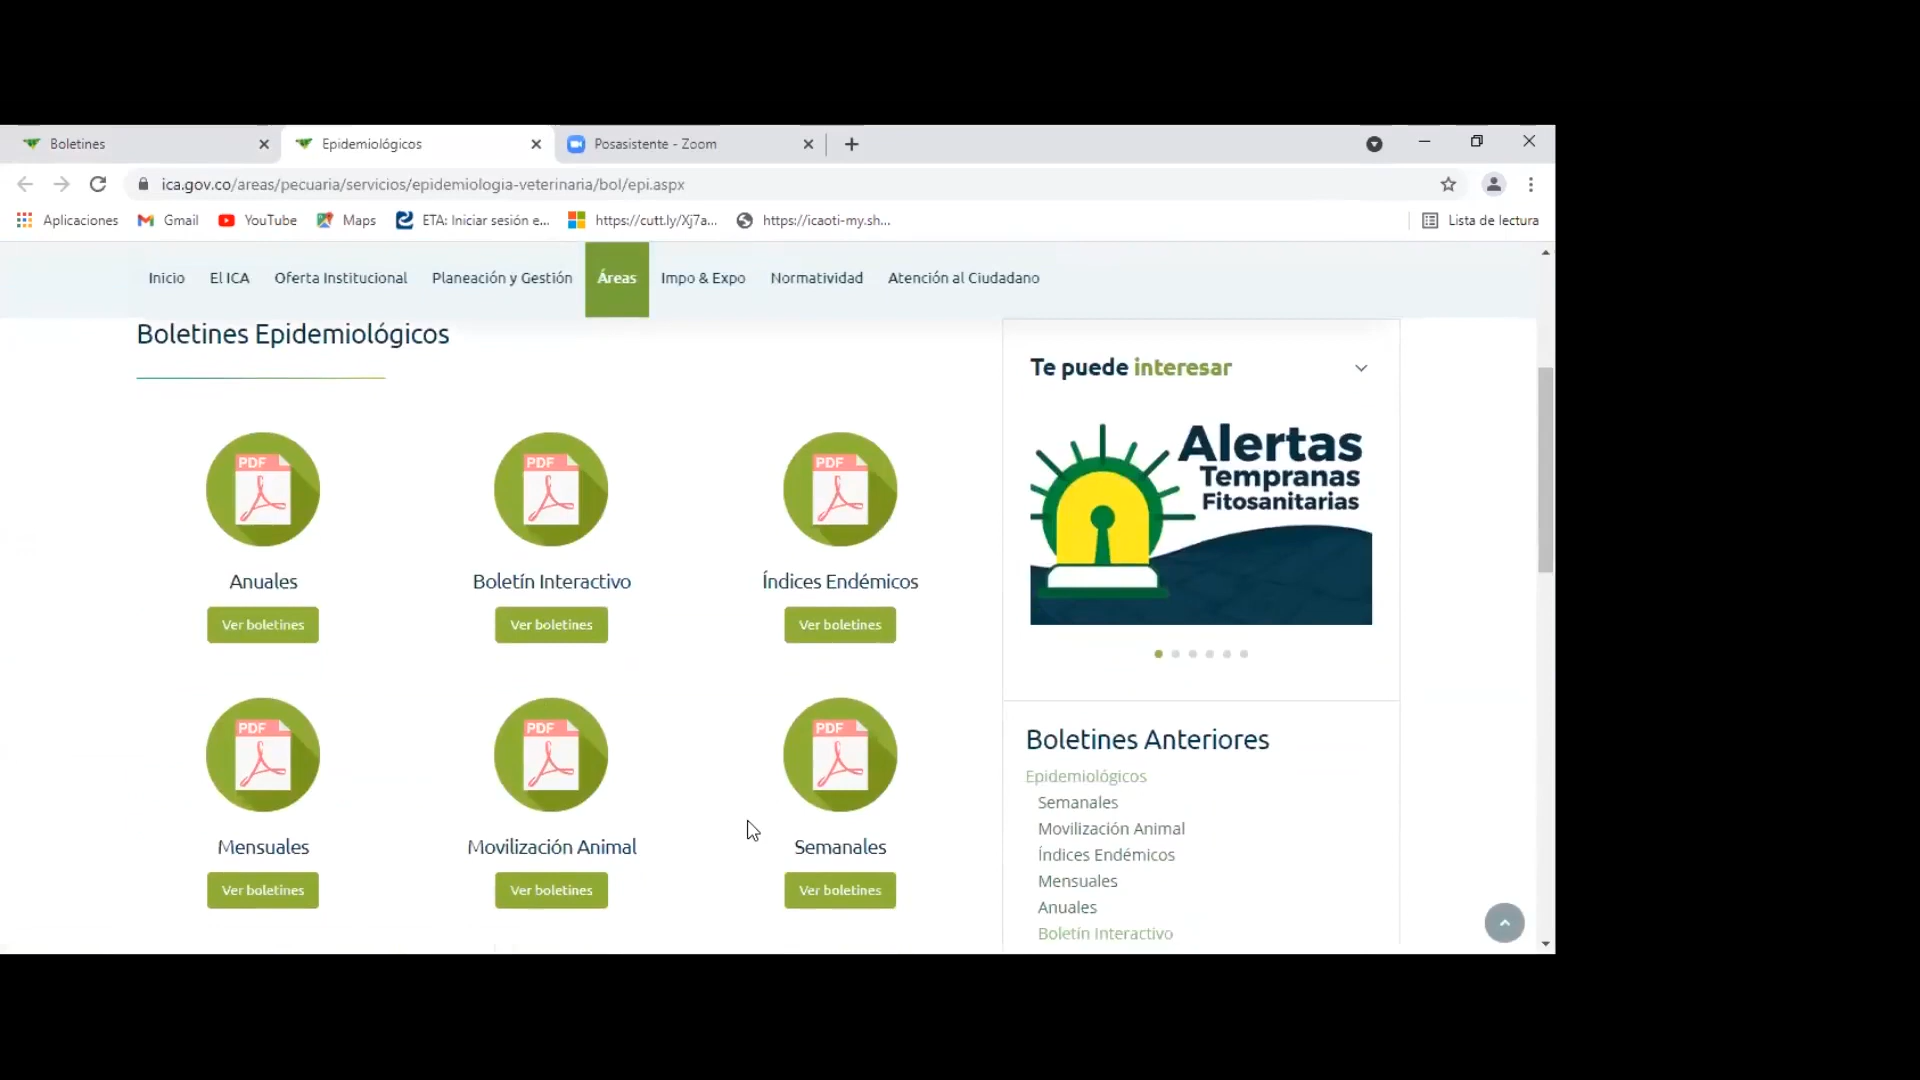 Boletines
Epidemiológicos
Posasistente - Zoom
ica.gov.co/areas/pecuaria/servicios/epidemiologia-veterinaria/bol/epi.aspx
Aplicaciones
Gmail
YouTube
Maps
ETA: Iniciar sesión e...
https://cutt.ly/Xj7a...
https://icaoti-my.sh...
Lista de lectura
Inicio
El ICA
Oferta Institucional
Planeación y Gestión
Áreas
Impo & Expo
Normatividad
Atención al Ciudadano
Boletines Epidemiológicos
PDF
PDF
PDF
Anuales
Boletín Interactivo
Índices Endémicos
Ver boletines
Ver boletines
Ver boletines
PDF
PDF
PDF
Mensuales
Movilización Animal
Semanales
Ver boletines
Ver boletines
Ver boletines
Te puede interesar
Alertas
Tempranas
Fitosanitarias
Boletines Anteriores
Epidemiológicos
Semanales
Movilización Animal
Índices Endémicos
Mensuales
Anuales
Boletín Interactivo